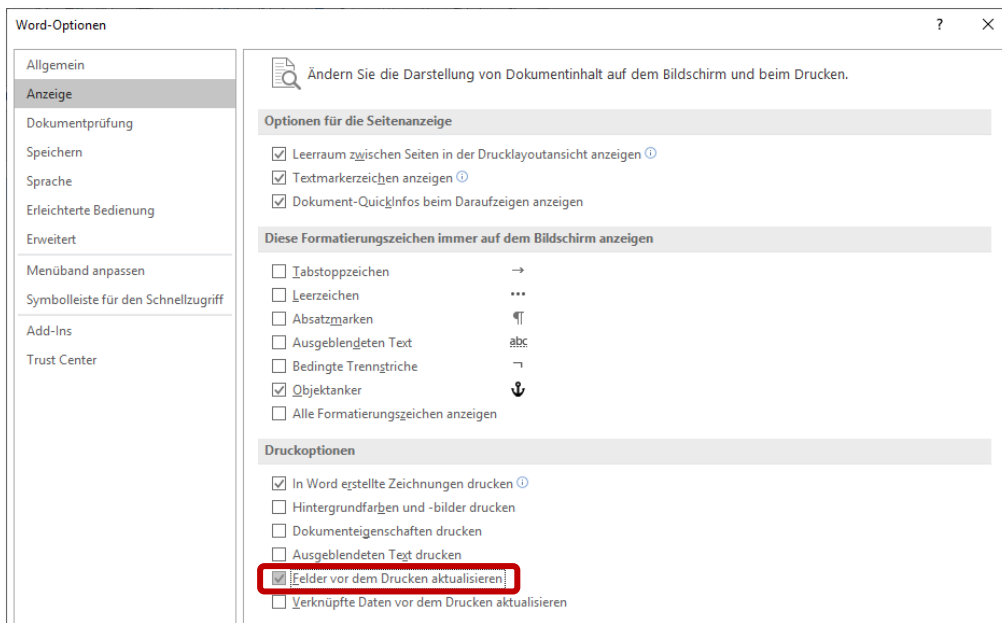 Word-Optionen
?
×
Allgemein
Anzeige
Dokumentprüfung
Speichern
Sprache
Erleichterte Bedienung
Erweitert
Menüband anpassen
Symbolleiste für den Schnellzugriff
Add-Ins
Trust Center
Ändern Sie die Darstellung von Dokumentinhalt auf dem Bildschirm und beim Drucken.
Optionen für die Seitenanzeige
Leerraum zwischen Seiten in der Drucklayoutansicht anzeigen
Textmarkerzeichen anzeigen
Dokument-QuickInfos beim Daraufzeigen anzeigen
Diese Formatierungszeichen immer auf dem Bildschirm anzeigen
Tabstoppzeichen →
Leerzeichen •••
Absatzmarken ¶
Ausgeblendeten Text abc
Bedingte Trennstriche ¬
Objektanker
Alle Formatierungszeichen anzeigen
Druckoptionen
In Word erstellte Zeichnungen drucken
Hintergrundfarben und -bilder drucken
Dokumenteigenschaften drucken
Ausgeblendeten Text drucken
Felder vor dem Drucken aktualisieren
Verknüpfte Daten vor dem Drucken aktualisieren